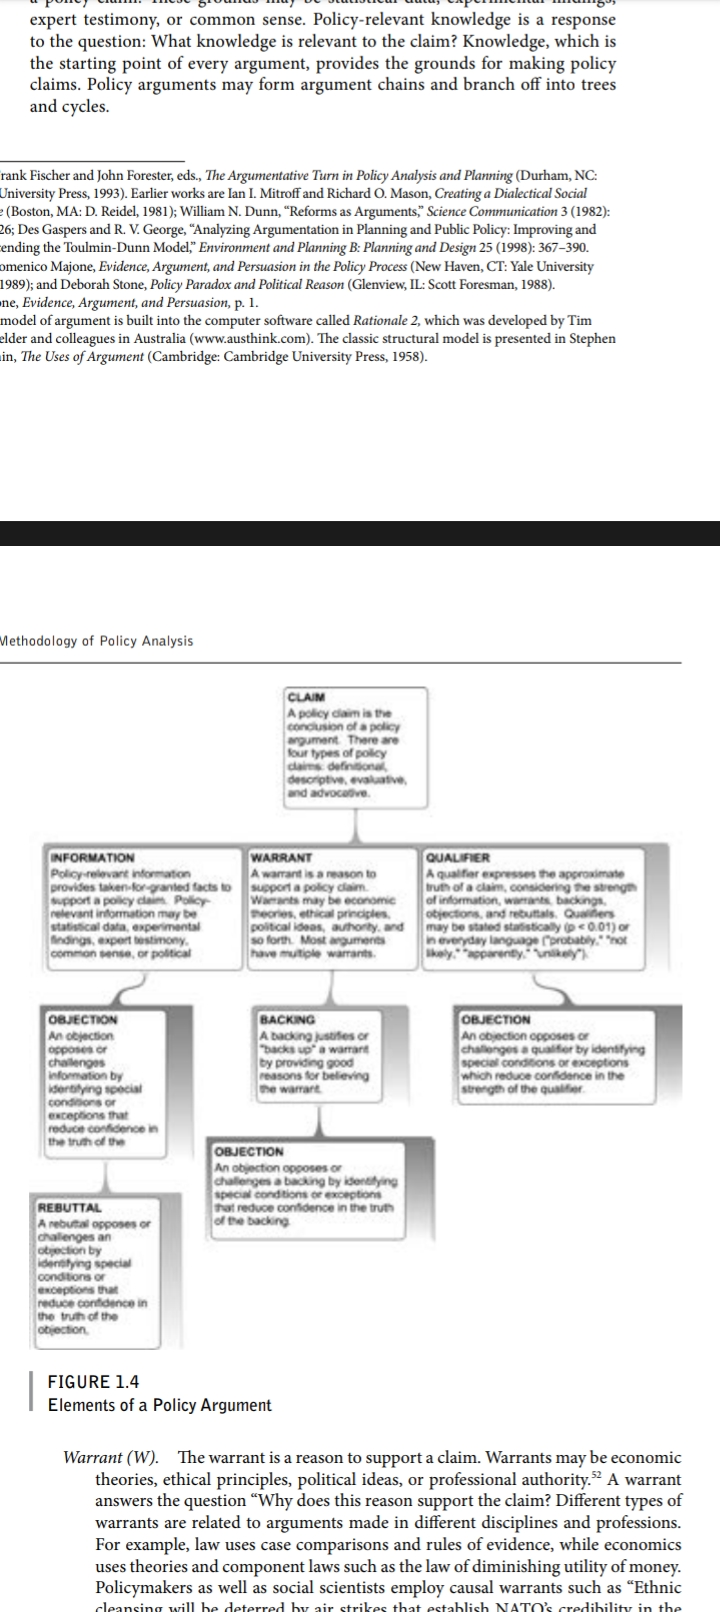 a policy claim. These grounds may be statistical data, experimental findings,
expert testimony, or common sense. Policy-relevant knowledge is a response
to the question: What knowledge is relevant to the claim? Knowledge, which is
the starting point of every argument, provides the grounds for making policy
claims. Policy arguments may form argument chains and branch off into trees
and cycles.
rank Fischer and John Forester, eds., The Argumentative Turn in Policy Analysis and Planning (Durham, NC:
University Press, 1993). Earlier works are Ian I. Mitroff and Richard O. Mason, Creating a Dialectical Social
e (Boston, MA: D. Reidel, 1981); William N. Dunn, “Reforms as Arguments,” Science Communication 3 (1982):
26; Des Gaspers and R. V. George, “Analyzing Argumentation in Planning and Public Policy: Improving and
ending the Toulmin-Dunn Model,” Environment and Planning B: Planning and Design 25 (1998): 367–390.
omenico Majone, Evidence, Argument, and Persuasion in the Policy Process (New Haven, CT: Yale University
1989); and Deborah Stone, Policy Paradox and Political Reason (Glenview, IL: Scott Foresman, 1988).
one, Evidence, Argument, and Persuasion, p. 1.
model of argument is built into the computer software called Rationale 2, which was developed by Tim
elder and colleagues in Australia (www.austhink.com). The classic structural model is presented in Stephen
in, The Uses of Argument (Cambridge: Cambridge University Press, 1958).
Methodology of Policy Analysis
CLAIM
A policy claim is the
conclusion of a policy
argument. There are
four types of policy
claims: definitional,
descriptive, evaluative,
and advocative.
INFORMATION
Policy-relevant information
provides taken-for-granted facts to
support a policy claim. Policy-
relevant information may be
statistical data, experimental
findings, expert testimony,
common sense, or political
WARRANT
A warrant is a reason to
support a policy claim.
Warrants may be economic
theories, ethical principles,
political ideas, authority, and
so forth. Most arguments
have multiple warrants.
QUALIFIER
A qualifier expresses the approximate
truth of a claim, considering the strength
of information, warrants, backings,
objections, and rebuttals. Qualifiers
may be stated statistically (p < 0.01) or
in everyday language ("probably," "not
likely," "apparently," "unlikely").
OBJECTION
An objection
opposes or
challenges
information by
identifying special
conditions or
exceptions that
reduce confidence in
the truth of the
BACKING
A backing justifies or
"backs up" a warrant
by providing good
reasons for believing
the warrant.
OBJECTION
An objection opposes or
challenges a qualifier by identifying
special conditions or exceptions
which reduce confidence in the
strength of the qualifier.
OBJECTION
An objection opposes or
challenges a backing by identifying
special conditions or exceptions
that reduce confidence in the truth
of the backing.
REBUTTAL
A rebuttal opposes or
challenges an
objection by
identifying special
conditions or
exceptions that
reduce confidence in
the truth of the
objection.
FIGURE 1.4
Elements of a Policy Argument
Warrant (W). The warrant is a reason to support a claim. Warrants may be economic
theories, ethical principles, political ideas, or professional authority.52 A warrant
answers the question “Why does this reason support the claim? Different types of
warrants are related to arguments made in different disciplines and professions.
For example, law uses case comparisons and rules of evidence, while economics
uses theories and component laws such as the law of diminishing utility of money.
Policymakers as well as social scientists employ causal warrants such as “Ethnic
cleansing will be deterred by air strikes that establish NATO’s credibility in the